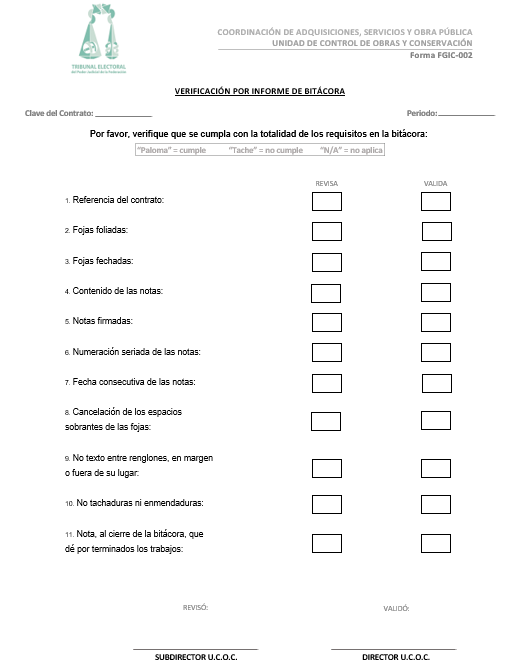 COORDINACIÓN DE ADQUISICIONES, SERVICIOS Y OBRA PÚBLICA
UNIDAD DE CONTROL DE OBRAS Y CONSERVACIÓN
Forma FGIC-002
TRIBUNAL ELECTORAL
del Poder Judicial de la Federación
VERIFICACIÓN POR INFORME DE BITÁCORA
Clave del Contrato: ____________ Periodo: ____________
Por favor, verifique que se cumpla con la totalidad de los requisitos en la bitácora:
"Paloma" = cumple "Tache" = no cumple "N/A" = no aplica
REVISA VALIDA
1. Referencia del contrato:
2. Fojas foliadas:
3. Fojas fechadas:
4. Contenido de las notas:
5. Notas firmadas:
6. Numeración seriada de las notas:
7. Fecha consecutiva de las notas:
8. Cancelación de los espacios
sobrantes de las fojas:
9. No texto entre renglones, en margen
o fuera de su lugar:
10. No tachaduras ni enmendaduras:
11. Nota, al cierre de la bitácora, que
dé por terminados los trabajos:
REVISÓ: VALIDÓ:
SUBDIRECTOR U.C.O.C. DIRECTOR U.C.O.C.